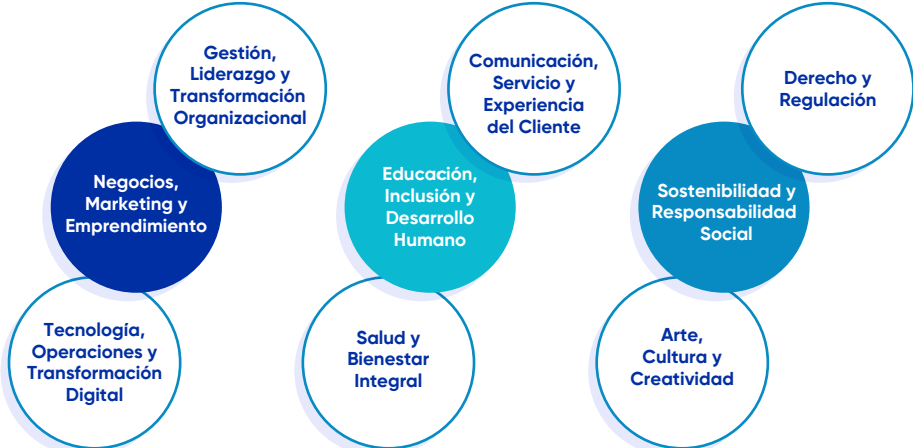 Gestión,
Liderazgo y
Transformación
Organizacional
Comunicación,
Servicio y
Experiencia
del Cliente
Derecho y
Regulación
Negocios,
Marketing y
Emprendimiento
Educación,
Inclusión y
Desarrollo
Humano
Sostenibilidad y
Responsabilidad
Social
Tecnología,
Operaciones y
Transformación
Digital
Salud y
Bienestar
Integral
Arte,
Cultura y
Creatividad